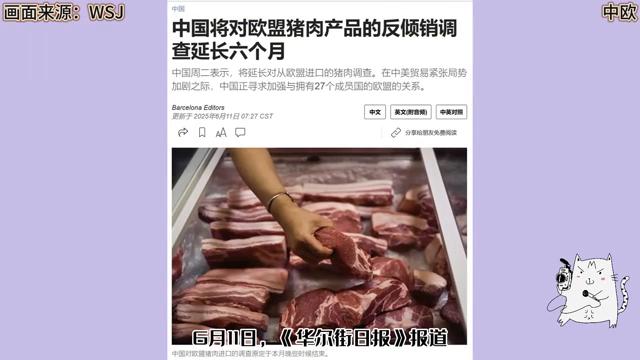 画面来源：WSJ
中欧
中国
中国将对欧盟猪肉产品的反倾销调
查延长六个月
中国周二表示，将延长对从欧盟进口的猪肉调查。在中美贸易紧张局势
加剧之际，中国正寻求加强与拥有27个成员国的欧盟的关系。
Barcelona Editors
更新于 2025年6月11日 07:27 CST
中文
英文(附音频)
中英对照
AA
分享给朋友免费阅读
6月11日，《华尔街日报》报道
中国对欧盟猪肉进口的调查原定于本月晚些时候结束。